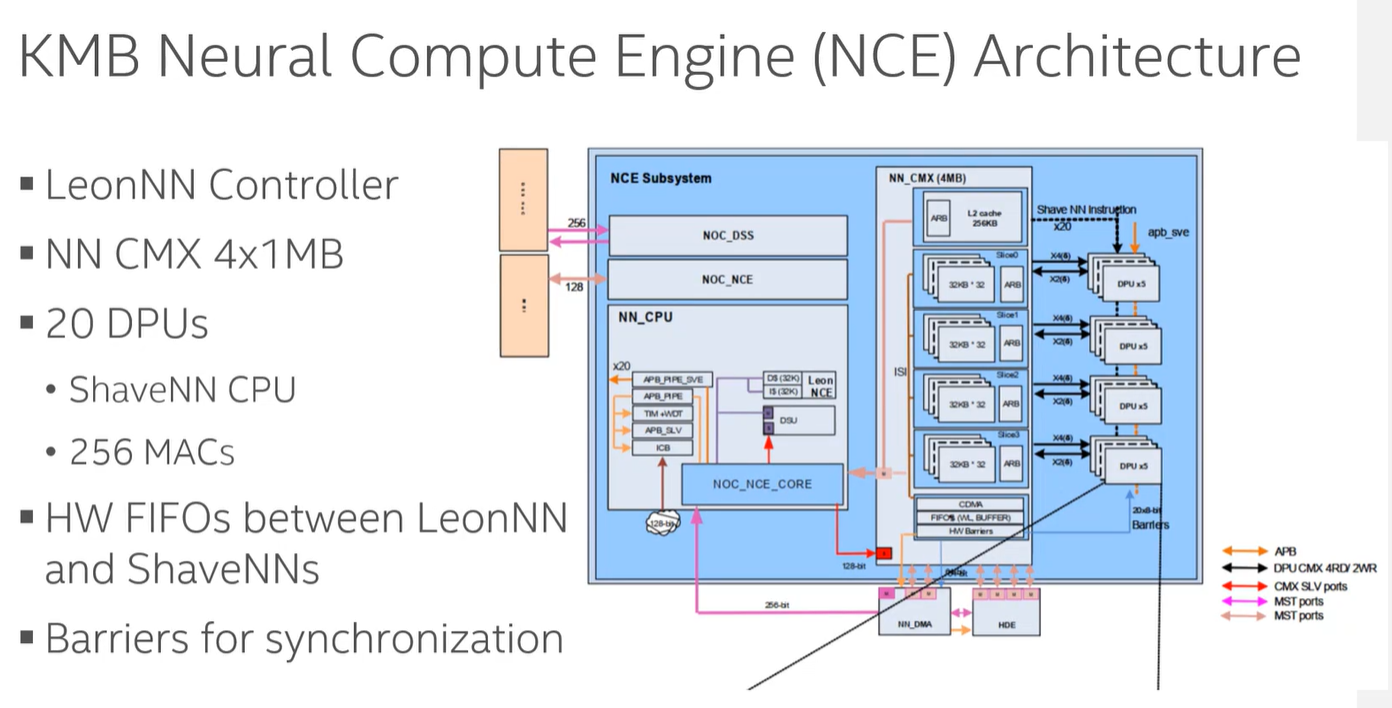 KMB Neural Compute Engine (NCE) Architecture
▪ LeonNN Controller
▪ NN CMX 4x1MB
▪ 20 DPUs
• ShaveNN CPU
• 256 MACs
▪ HW FIFOs between LeonNN
and ShaveNNs
▪ Barriers for synchronization
256
128
NCE Subsystem
NOC_DSS
NOC_NCE
NN_CPU
X20
APB_PIPE_SVE
APB_PIPE
TIM +WDT
APB_SLV
ICB
D$ (32K)
I$ (32K)
Leon
NCE
DSU
NOC_NCE_CORE
128-bit
NN_CMX (4MB)
ARB
L2 cache
256KB
Slice0
32KB * 32
ARB
Slice1
32KB * 32
ARB
Slice2
32KB * 32
ARB
Slice3
32KB * 32
ARB
ISI
CDMA
FIFOS (WL, BUFFER)
HW Barriers
Shave NN Instruction
X20
apb_sve
X4(8)
X2(8)
DPU x5
X4(8)
X2(8)
DPU x5
X4(8)
X2(8)
DPU x5
X4(8)
X2(8)
DPU x5
20x8-bit
Barriers
128-bit
256-bit
NN_DMA
HDE
APB
DPU CMX 4RD/ 2WR
CMX SLV ports
MST ports
MST ports